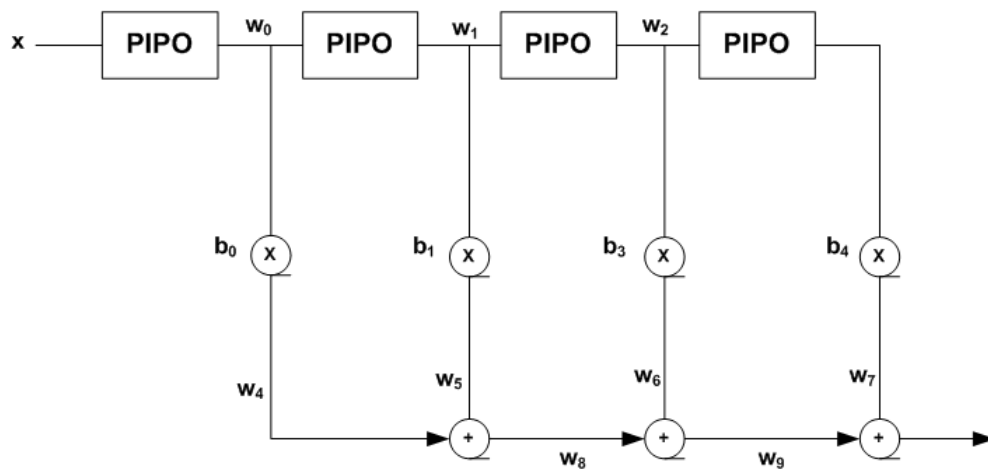 x PIPO w₀ PIPO w₁ PIPO w₂ PIPO
b₀ X b₁ X b₃ X b₄ X
w₄ w₅ w₆ w₇
+ + +
w₈ w₉